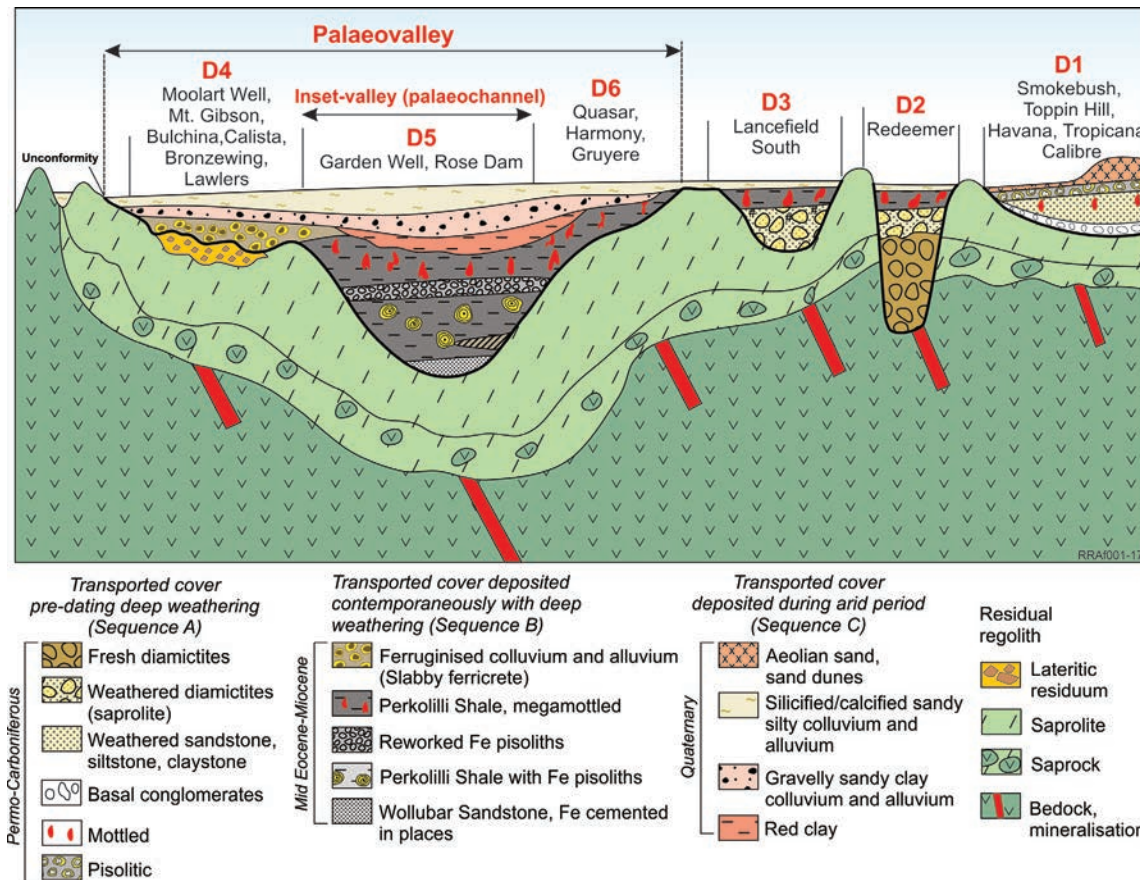 Palaeovalley
D4
Moolart Well,
Mt. Gibson,
Bulchina,Calista,
Bronzewing,
Lawlers
Inset-valley (palaeochannel)
D5
Garden Well, Rose Dam
D6
Quasar,
Harmony,
Gruyere
D3
Lancefield
South
D2
Redeemer
D1
Smokebush,
Toppin Hill,
Havana, Tropicana
Calibre
Unconformity
RRAf001-17
Transported cover
pre-dating deep weathering
(Sequence A)
Permo-Carboniferous
Fresh diamictites
Weathered diamictites
(saprolite)
Weathered sandstone,
siltstone, claystone
Basal conglomerates
Mottled
Pisolitic
Transported cover deposited
contemporaneously with deep
weathering (Sequence B)
Mid Eocene-Miocene
Ferruginised colluvium and alluvium
(Slabby ferricrete)
Perkolilli Shale, megamottled
Reworked Fe pisoliths
Perkolilli Shale with Fe pisoliths
Wollubar Sandstone, Fe cemented
in places
Transported cover
deposited during arid period
(Sequence C)
Quaternary
Aeolian sand,
sand dunes
Silicified/calcified sandy
silty colluvium and
alluvium
Gravelly sandy clay
colluvium and alluvium
Red clay
Residual
regolith
Lateritic
residuum
Saprolite
Saprock
Bedock,
mineralisation